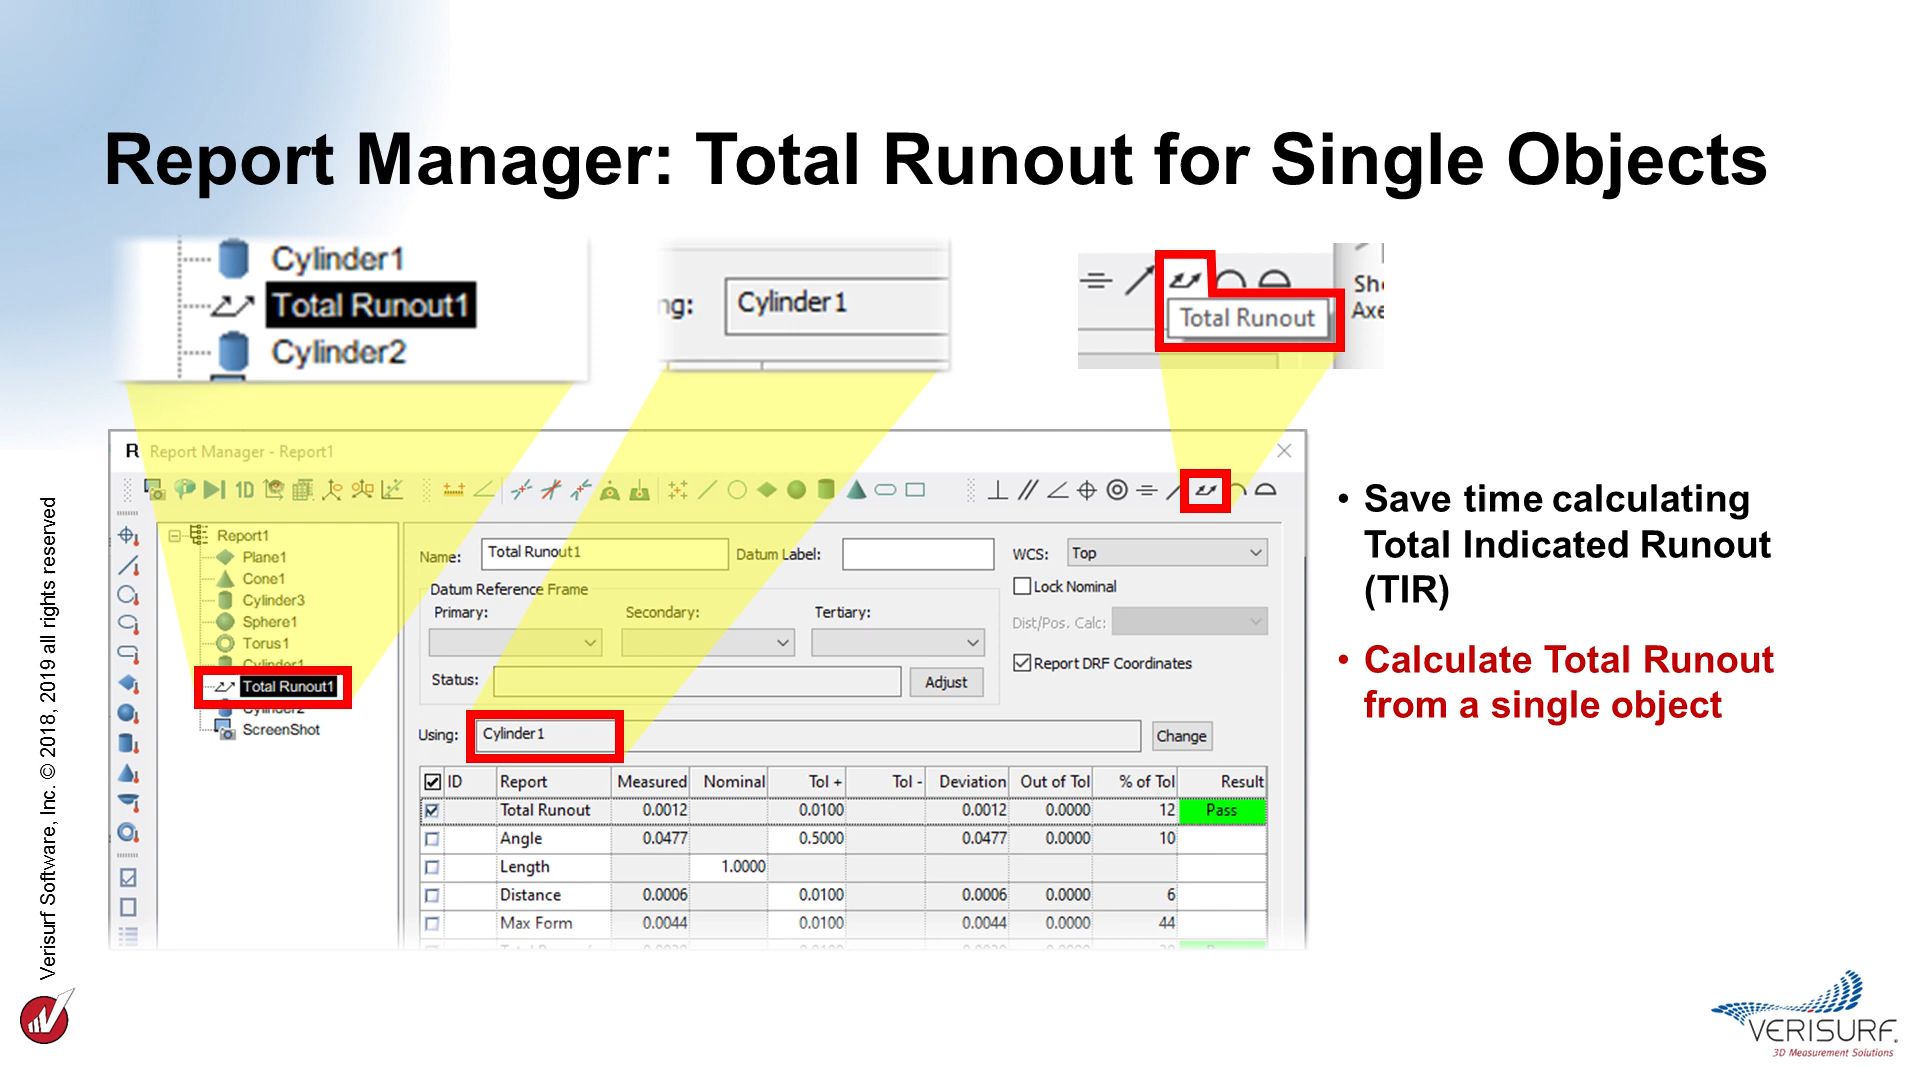 Report Manager: Total Runout for Single Objects
Cylinder1
Total Runout1
Cylinder2
ng:
Cylinder1
Total Runout
Sh
Axe
R Report Manager - Report1
1D
Report1
Plane1
Cone1
Cylinder3
Sphere1
Torus1
Cylinder1
Total Runout1
Cylinder2
ScreenShot
Name: Total Runout1 Datum Label: WCS: Top
Lock Nominal
Datum Reference Frame
Primary: Secondary: Tertiary:
Dist/Pos. Calc:
Report DRF Coordinates
Status: Adjust
Using: Cylinder1 Change
ID Report Measured Nominal Tol + Tol - Deviation Out of Tol % of Tol Result
Total Runout 0.0012 0.0100 0.0012 0.0000 12 Pass
Angle 0.0477 0.5000 0.0477 0.0000 10
Length 1.0000
Distance 0.0006 0.0100 0.0006 0.0000 6
Max Form 0.0044 0.0100 0.0044 0.0000 44
• Save time calculating
Total Indicated Runout
(TIR)
• Calculate Total Runout
from a single object
Verisurf Software, Inc. © 2018, 2019 all rights reserved
VERISURF.
3D Measurement Solutions